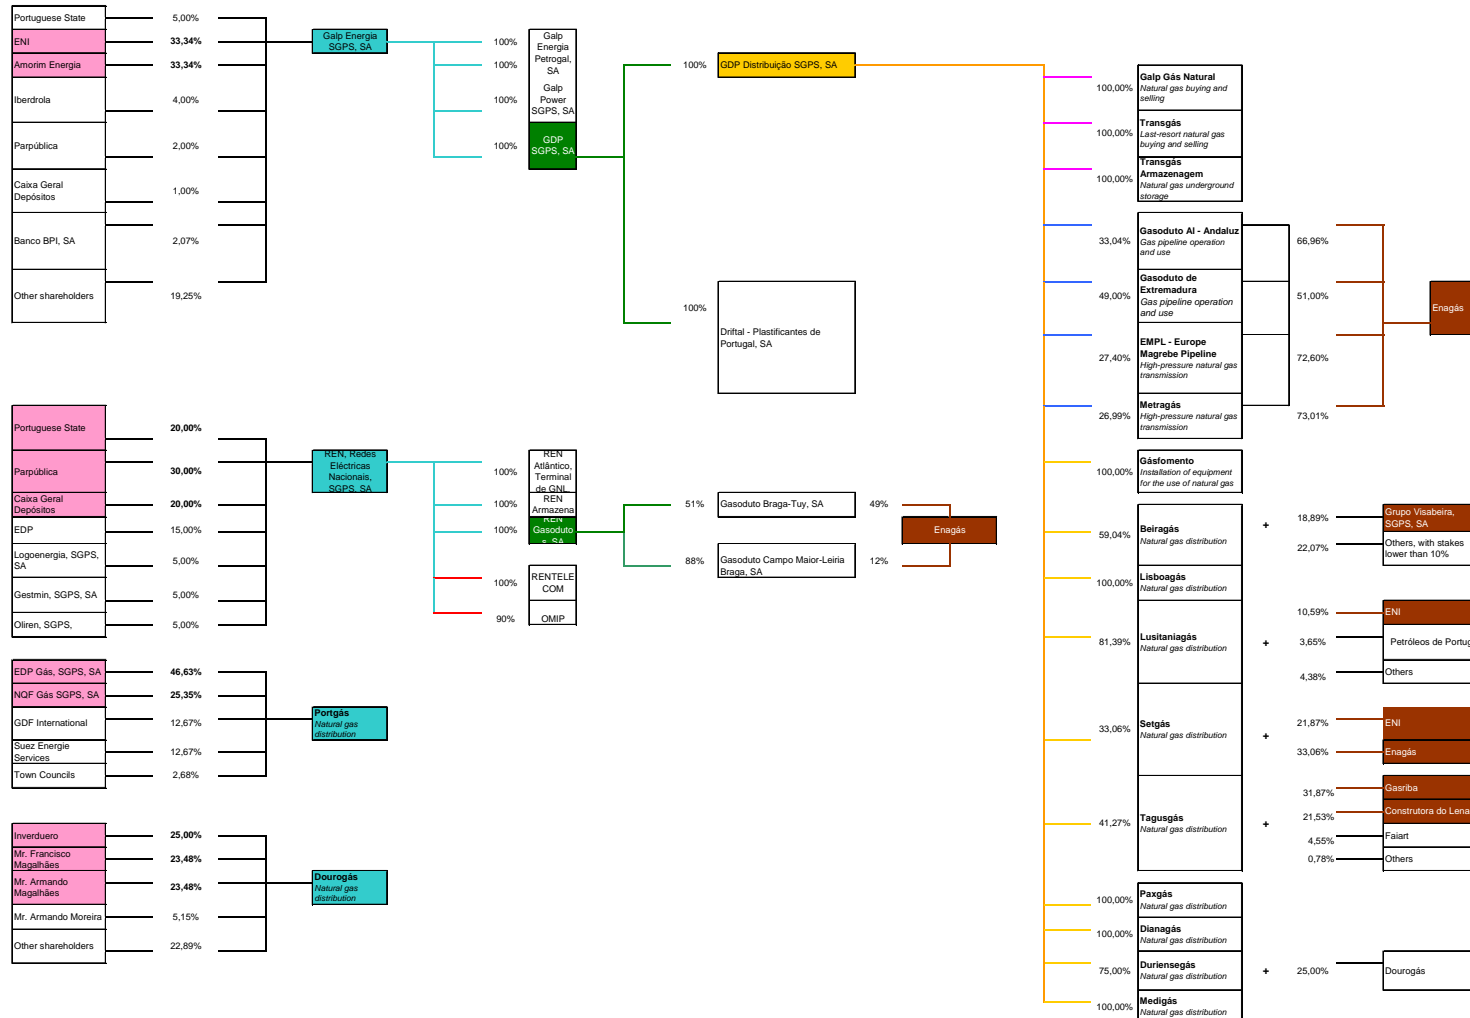 Portuguese State
5,00%
ENI
33,34%
Amorim Energia
33,34%
Iberdrola
4,00%
Parpública
2,00%
Caixa Geral
Depósitos
1,00%
Banco BPI, SA
2,07%
Other shareholders
19,25%
Galp Energia
SGPS, SA
100%
100%
100%
100%
Galp
Energia
Petrogal,
SA
Galp
Power
SGPS, SA
GDP
SGPS, SA
100%
GDP Distribuição SGPS, SA
100%
Driftal - Plastificantes de
Portugal, SA
100,00%
Galp Gás Natural
Natural gas buying and
selling
100,00%
Transgás
Last-resort natural gas
buying and selling
100,00%
Transgás
Armazenagem
Natural gas underground
storage
33,04%
Gasoduto Al - Andaluz
Gas pipeline operation
and use
66,96%
49,00%
Gasoduto de
Extremadura
Gas pipeline operation
and use
51,00%
Enagás
27,40%
EMPL - Europe
Magrebe Pipeline
High-pressure natural gas
transmission
72,60%
26,99%
Metragás
High-pressure natural gas
transmission
73,01%
100,00%
Gásfomento
Installation of equipment
for the use of natural gas
59,04%
Beiragás
Natural gas distribution
+
18,89%
Grupo Visabeira,
SGPS, SA
22,07%
Others, with stakes
lower than 10%
100,00%
Lisboagás
Natural gas distribution
81,39%
Lusitaniagás
Natural gas distribution
+
10,59%
ENI
3,65%
Petróleos de Portug
4,38%
Others
33,06%
Setgás
Natural gas distribution
+
21,87%
ENI
33,06%
Enagás
41,27%
Tagusgás
Natural gas distribution
+
31,87%
Gasriba
21,53%
Construtora do Lena
4,55%
Faiart
0,78%
Others
100,00%
Paxgás
Natural gas distribution
100,00%
Dianagás
Natural gas distribution
75,00%
Duriensegás
Natural gas distribution
+
25,00%
Dourogás
100,00%
Medigás
Natural gas distribution
Portuguese State
20,00%
Parpública
30,00%
Caixa Geral
Depósitos
20,00%
EDP
15,00%
Logoenergia, SGPS,
SA
5,00%
Gestmin, SGPS, SA
5,00%
Oliren, SGPS,
5,00%
REN, Redes
Eléctricas
Nacionais,
SGPS, SA
100%
REN
Atlântico,
Terminal
de GNL,
100%
REN
Armazena
100%
REN
Gasoduto
s, SA
100%
RENTELE
COM
90%
OMIP
51%
Gasoduto Braga-Tuy, SA
49%
88%
Gasoduto Campo Maior-Leiria
Braga, SA
12%
Enagás
EDP Gás, SGPS, SA
46,63%
NQF Gás SGPS, SA
25,35%
GDF International
12,67%
Suez Energie
Services
12,67%
Town Councils
2,68%
Portgás
Natural gas
distribution
Inverduero
25,00%
Mr. Francisco
Magalhães
23,48%
Mr. Armando
Magalhães
23,48%
Mr. Armando Moreira
5,15%
Other shareholders
22,89%
Dourogás
Natural gas
distribution